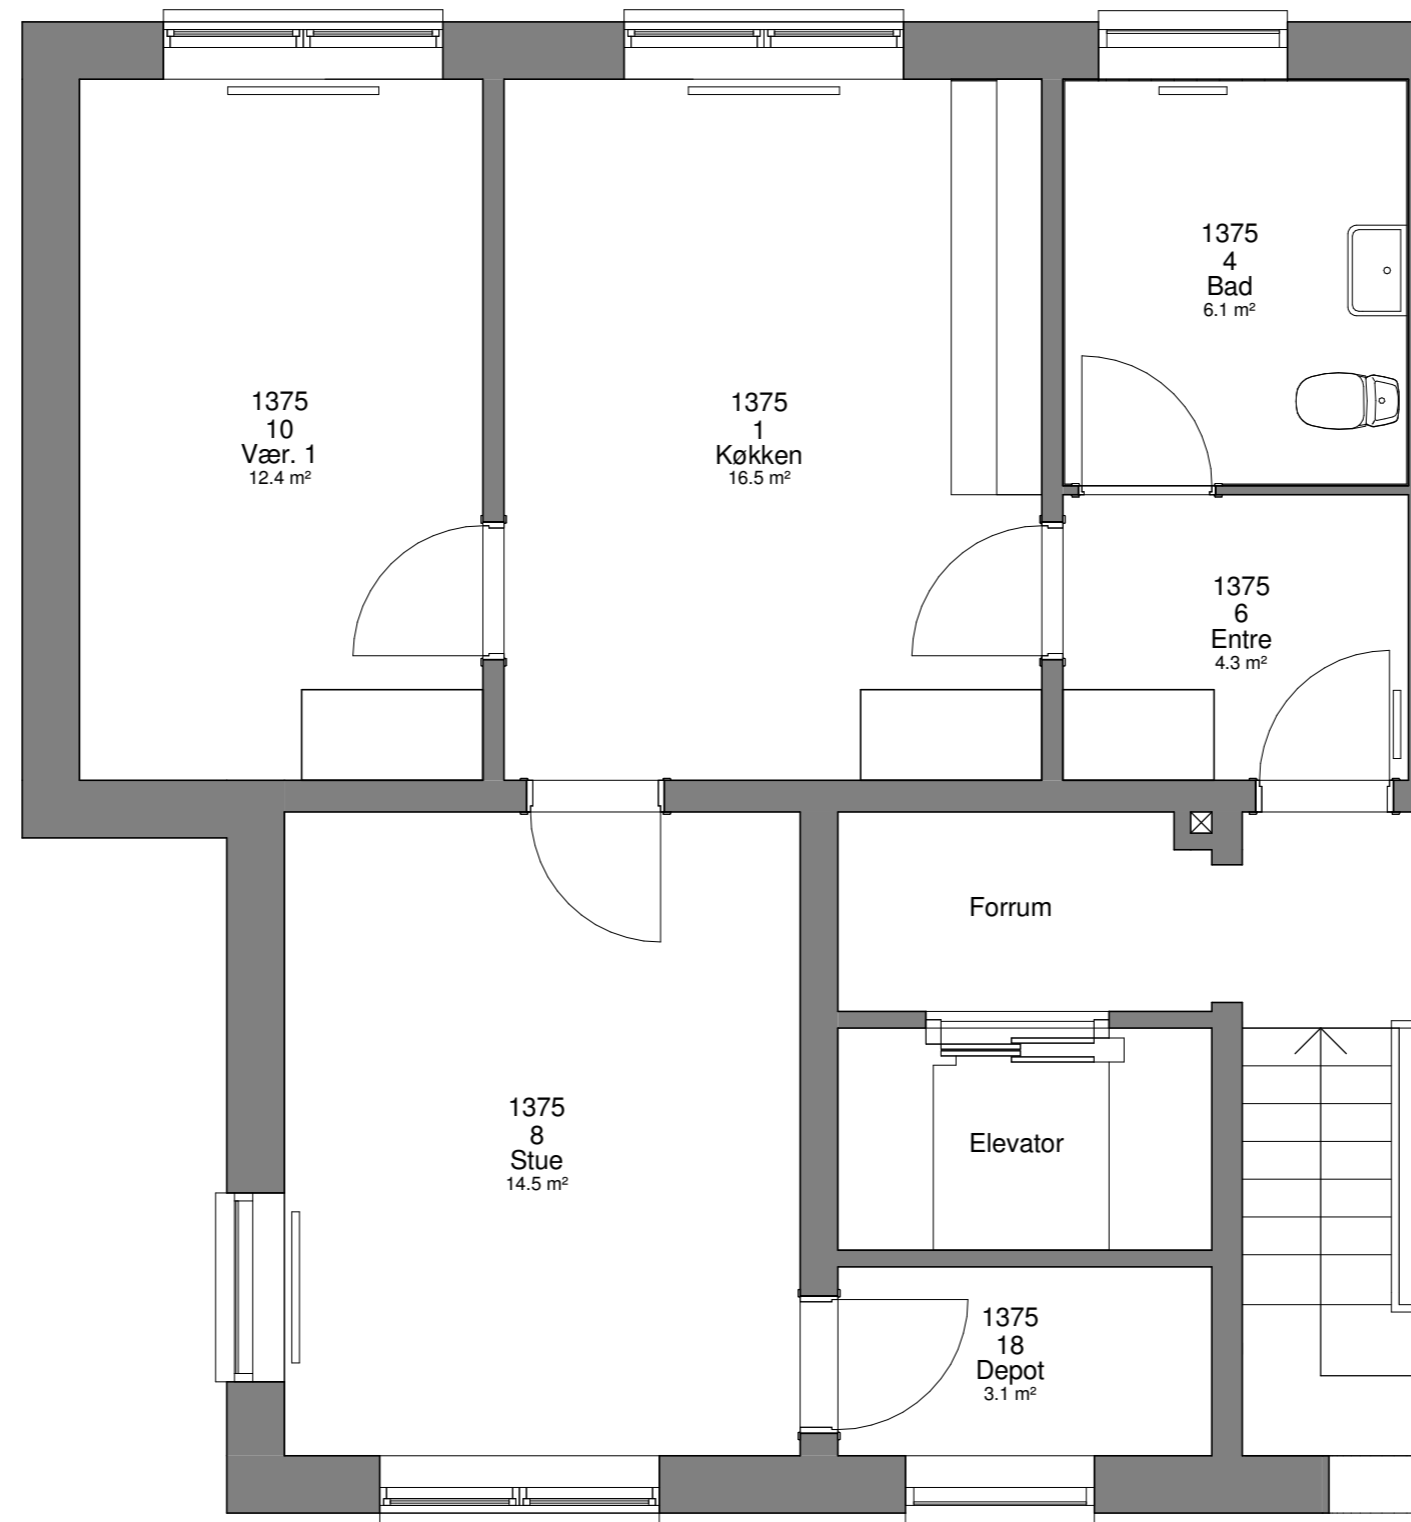 1375
4
Bad
6.1 m²
1375
10
Vær. 1
12.4 m²
1375
1
Køkken
16.5 m²
1375
6
Entre
4.3 m²
Forrum
1375
8
Stue
14.5 m²
Elevator
1375
18
Depot
3.1 m²